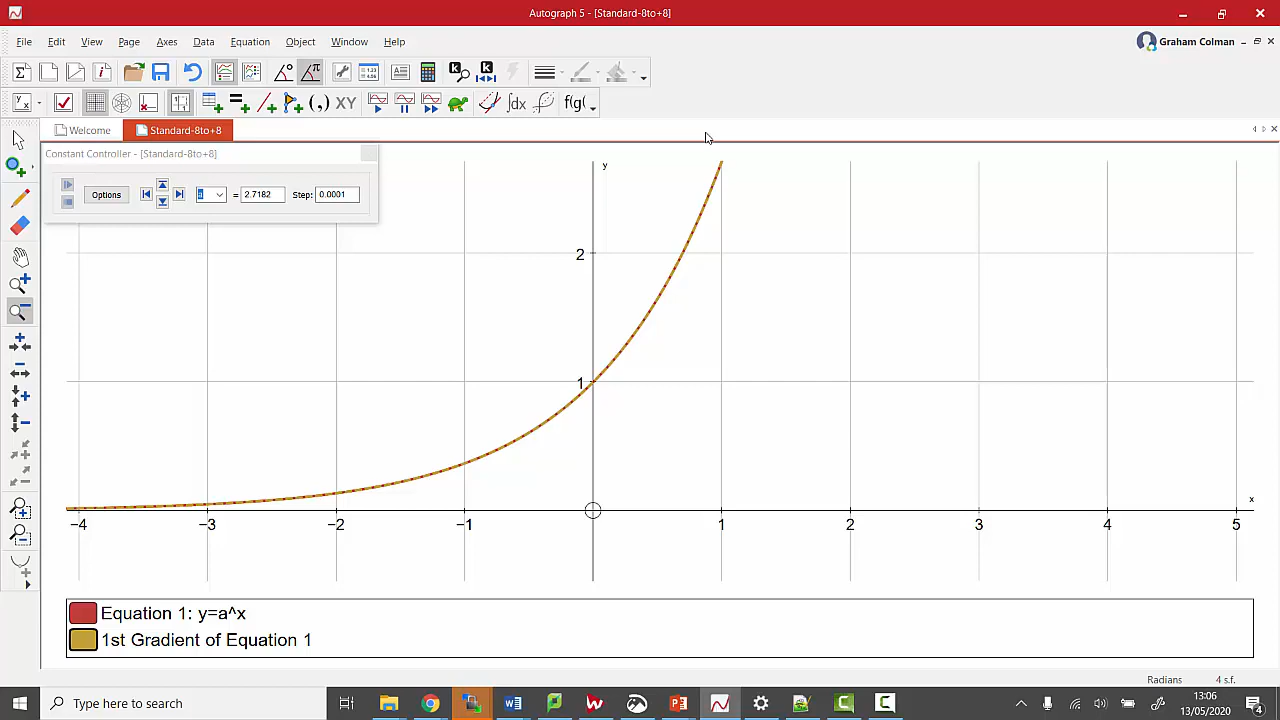 Autograph 5 - [Standard-8to+8]
File Edit View Page Axes Data Equation Object Window Help
Graham Colman
XY
∫dx
f(g(
Welcome
Standard-8to+8
Constant Controller - [Standard-8to+8]
Options
= 2.7182
Step: 0.0001
y
2
1
x
−4 −3 −2 −1 1 2 3 4 5
Equation 1: y=a^x
1st Gradient of Equation 1
Radians
4 s.f.
Type here to search
13:06
13/05/2020
4